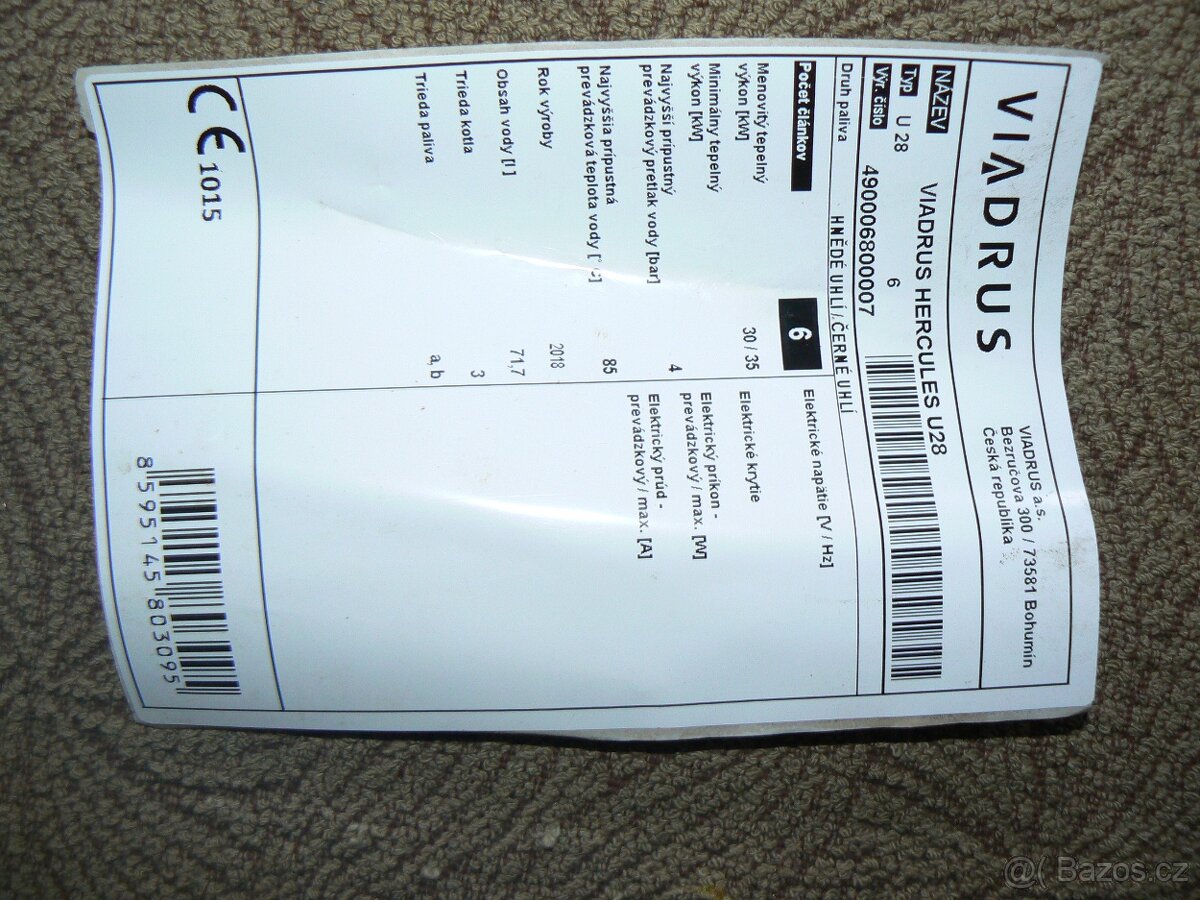 VIADRUS
VIADRUS a.s.
Bezručova 300 / 73581 Bohumín
Česká republika
NÁZEV VIADRUS HERCULES U28
Typ U 28 6
Výr. číslo 490006800007
Druh paliva HNĚDÉ UHLÍ / ČERNÉ UHLÍ
Počet článkov 6
Menovitý tepelný
výkon [kW] 30 / 35
Minimálny tepelný
výkon [kW]
Najvyšší prípustný
prevádzkový pretlak vody [bar] 4
Najvyššia prípustná
prevádzková teplota vody [°C] 85
Rok výroby 2018
Obsah vody [l] 71,7
Trieda kotla 3
Trieda paliva a, b
Elektrické napätie [V / Hz]
Elektrické krytie
Elektrický príkon -
prevádzkový / max. [W]
Elektrický prúd -
prevádzkový / max. [A]
CE 1015
8 595145 803095
@( Bazos.cz